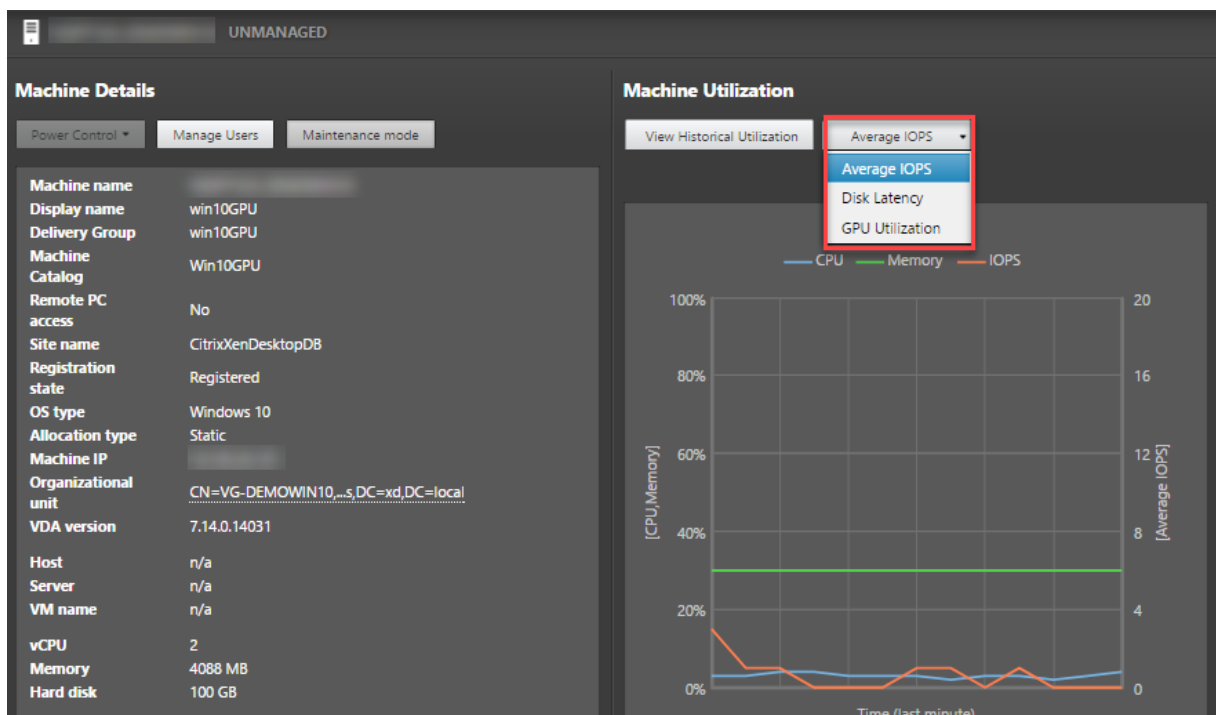 UNMANAGED
Machine Details
Power Control
Manage Users
Maintenance mode
Machine name
Display name win10GPU
Delivery Group win10GPU
Machine
Catalog
Win10GPU
Remote PC
access
No
Site name CitrixXenDesktopDB
Registration
state
Registered
OS type Windows 10
Allocation type Static
Machine IP
Organizational
unit
CN=VG-DEMOWIN10,...s,DC=xd,DC=local
VDA version 7.14.0.14031
Host n/a
Server n/a
VM name n/a
vCPU 2
Memory 4088 MB
Hard disk 100 GB
Machine Utilization
View Historical Utilization
Average IOPS
Average IOPS
Disk Latency
GPU Utilization
CPU Memory IOPS
100% 20
80% 16
60% 12
40% 8
20% 4
0% 0
[CPU,Memory]
[Average IOPS]
Time (last minute)